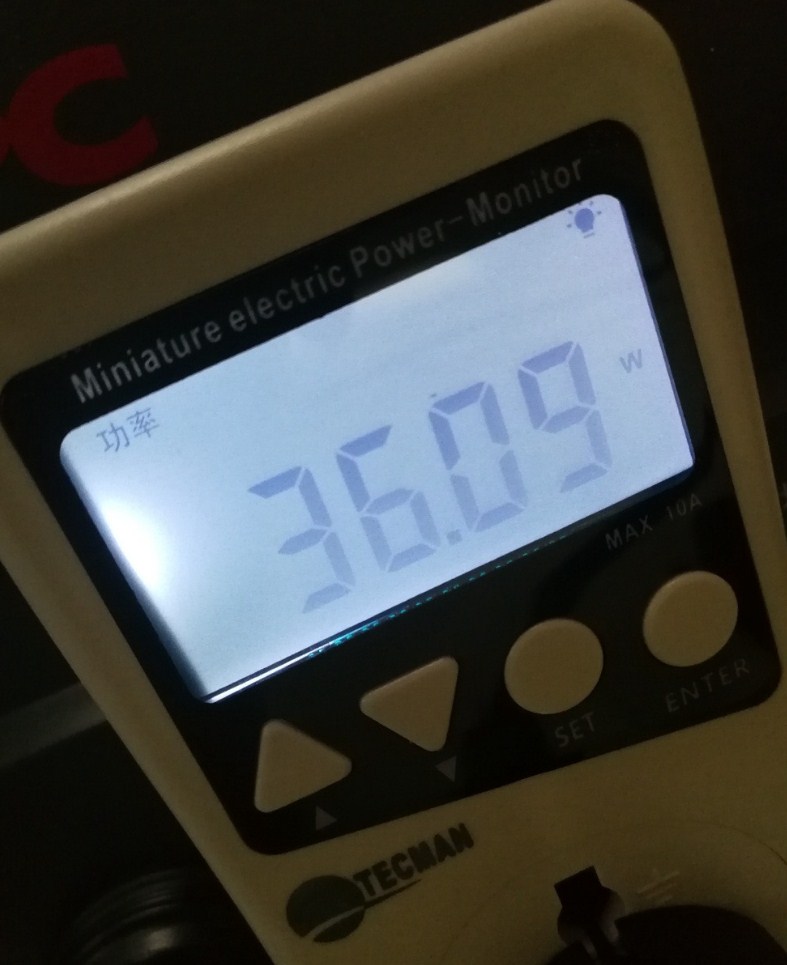 Miniature electric Power-Monitor
功率
36.09 W
MAX 10A
SET
ENTER
TECMAN